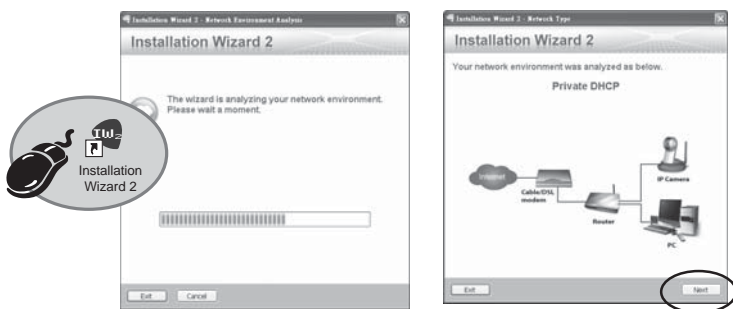 Installation Wizard 2 - Network Environment Analysis
Installation Wizard 2
The wizard is analyzing your network environment.
Please wait a moment.
IW2
Installation
Wizard 2
Exit
Cancel
Installation Wizard 2 - Network Type
Installation Wizard 2
Your network environment was analyzed as below.
Private DHCP
Internet
Cable/DSL
modem
Router
IP Camera
PC
Exit
Next